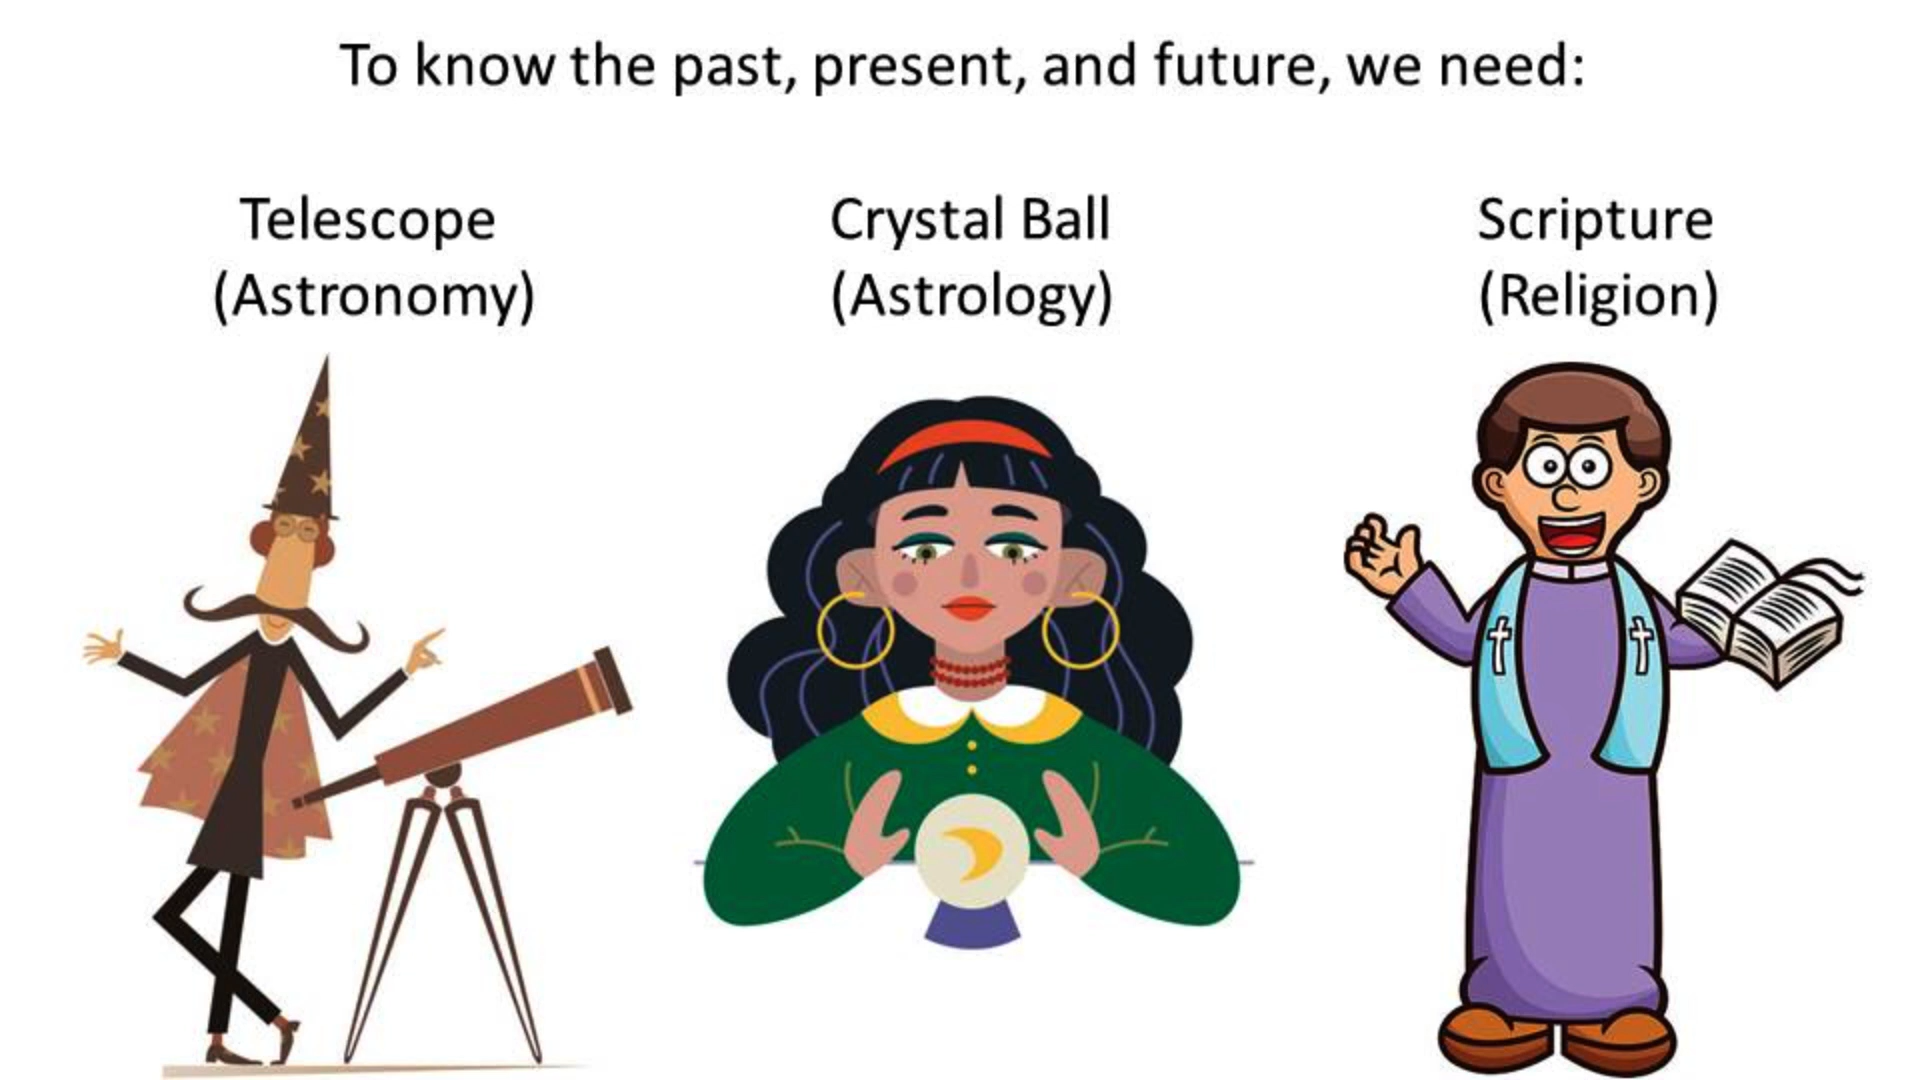 To know the past, present, and future, we need:
Telescope
(Astronomy)
Crystal Ball
(Astrology)
Scripture
(Religion)